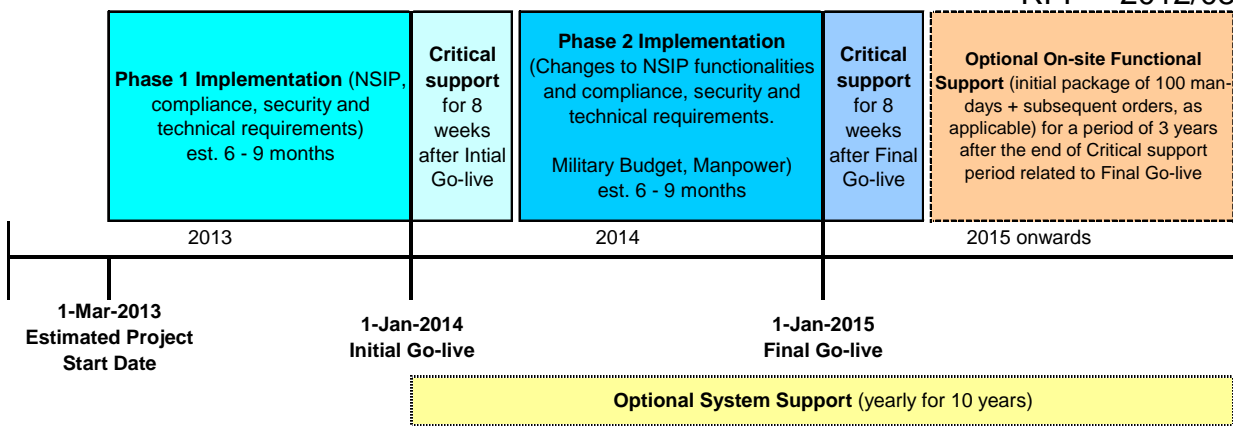 Phase 1 Implementation (NSIP,
compliance, security and
technical requirements)
est. 6 - 9 months
Critical
support
for 8
weeks
after Intial
Go-live
Phase 2 Implementation
(Changes to NSIP functionalities
and compliance, security and
technical requirements.
Military Budget, Manpower)
est. 6 - 9 months
Critical
support
for 8
weeks
after Final
Go-live
Optional On-site Functional
Support (initial package of 100 man-
days + subsequent orders, as
applicable) for a period of 3 years
after the end of Critical support
period related to Final Go-live
2013
2014
2015 onwards
1-Mar-2013
Estimated Project
Start Date
1-Jan-2014
Initial Go-live
1-Jan-2015
Final Go-live
Optional System Support (yearly for 10 years)